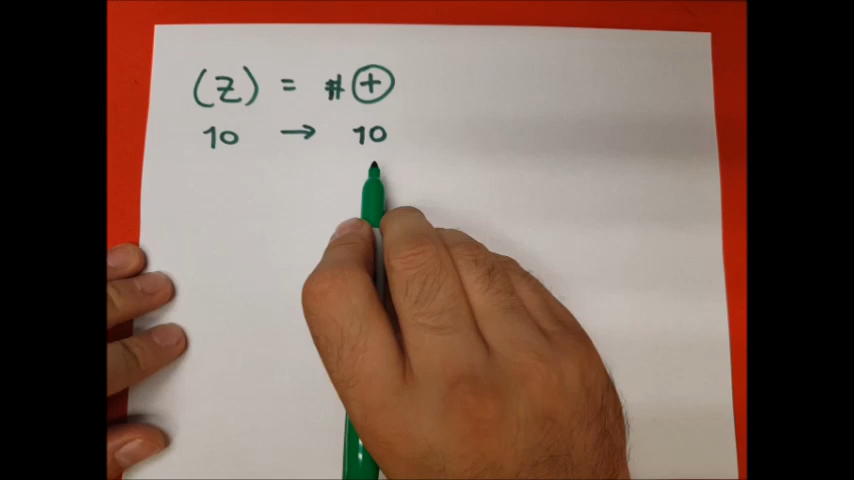 (Z) = # ⊕
10 → 10